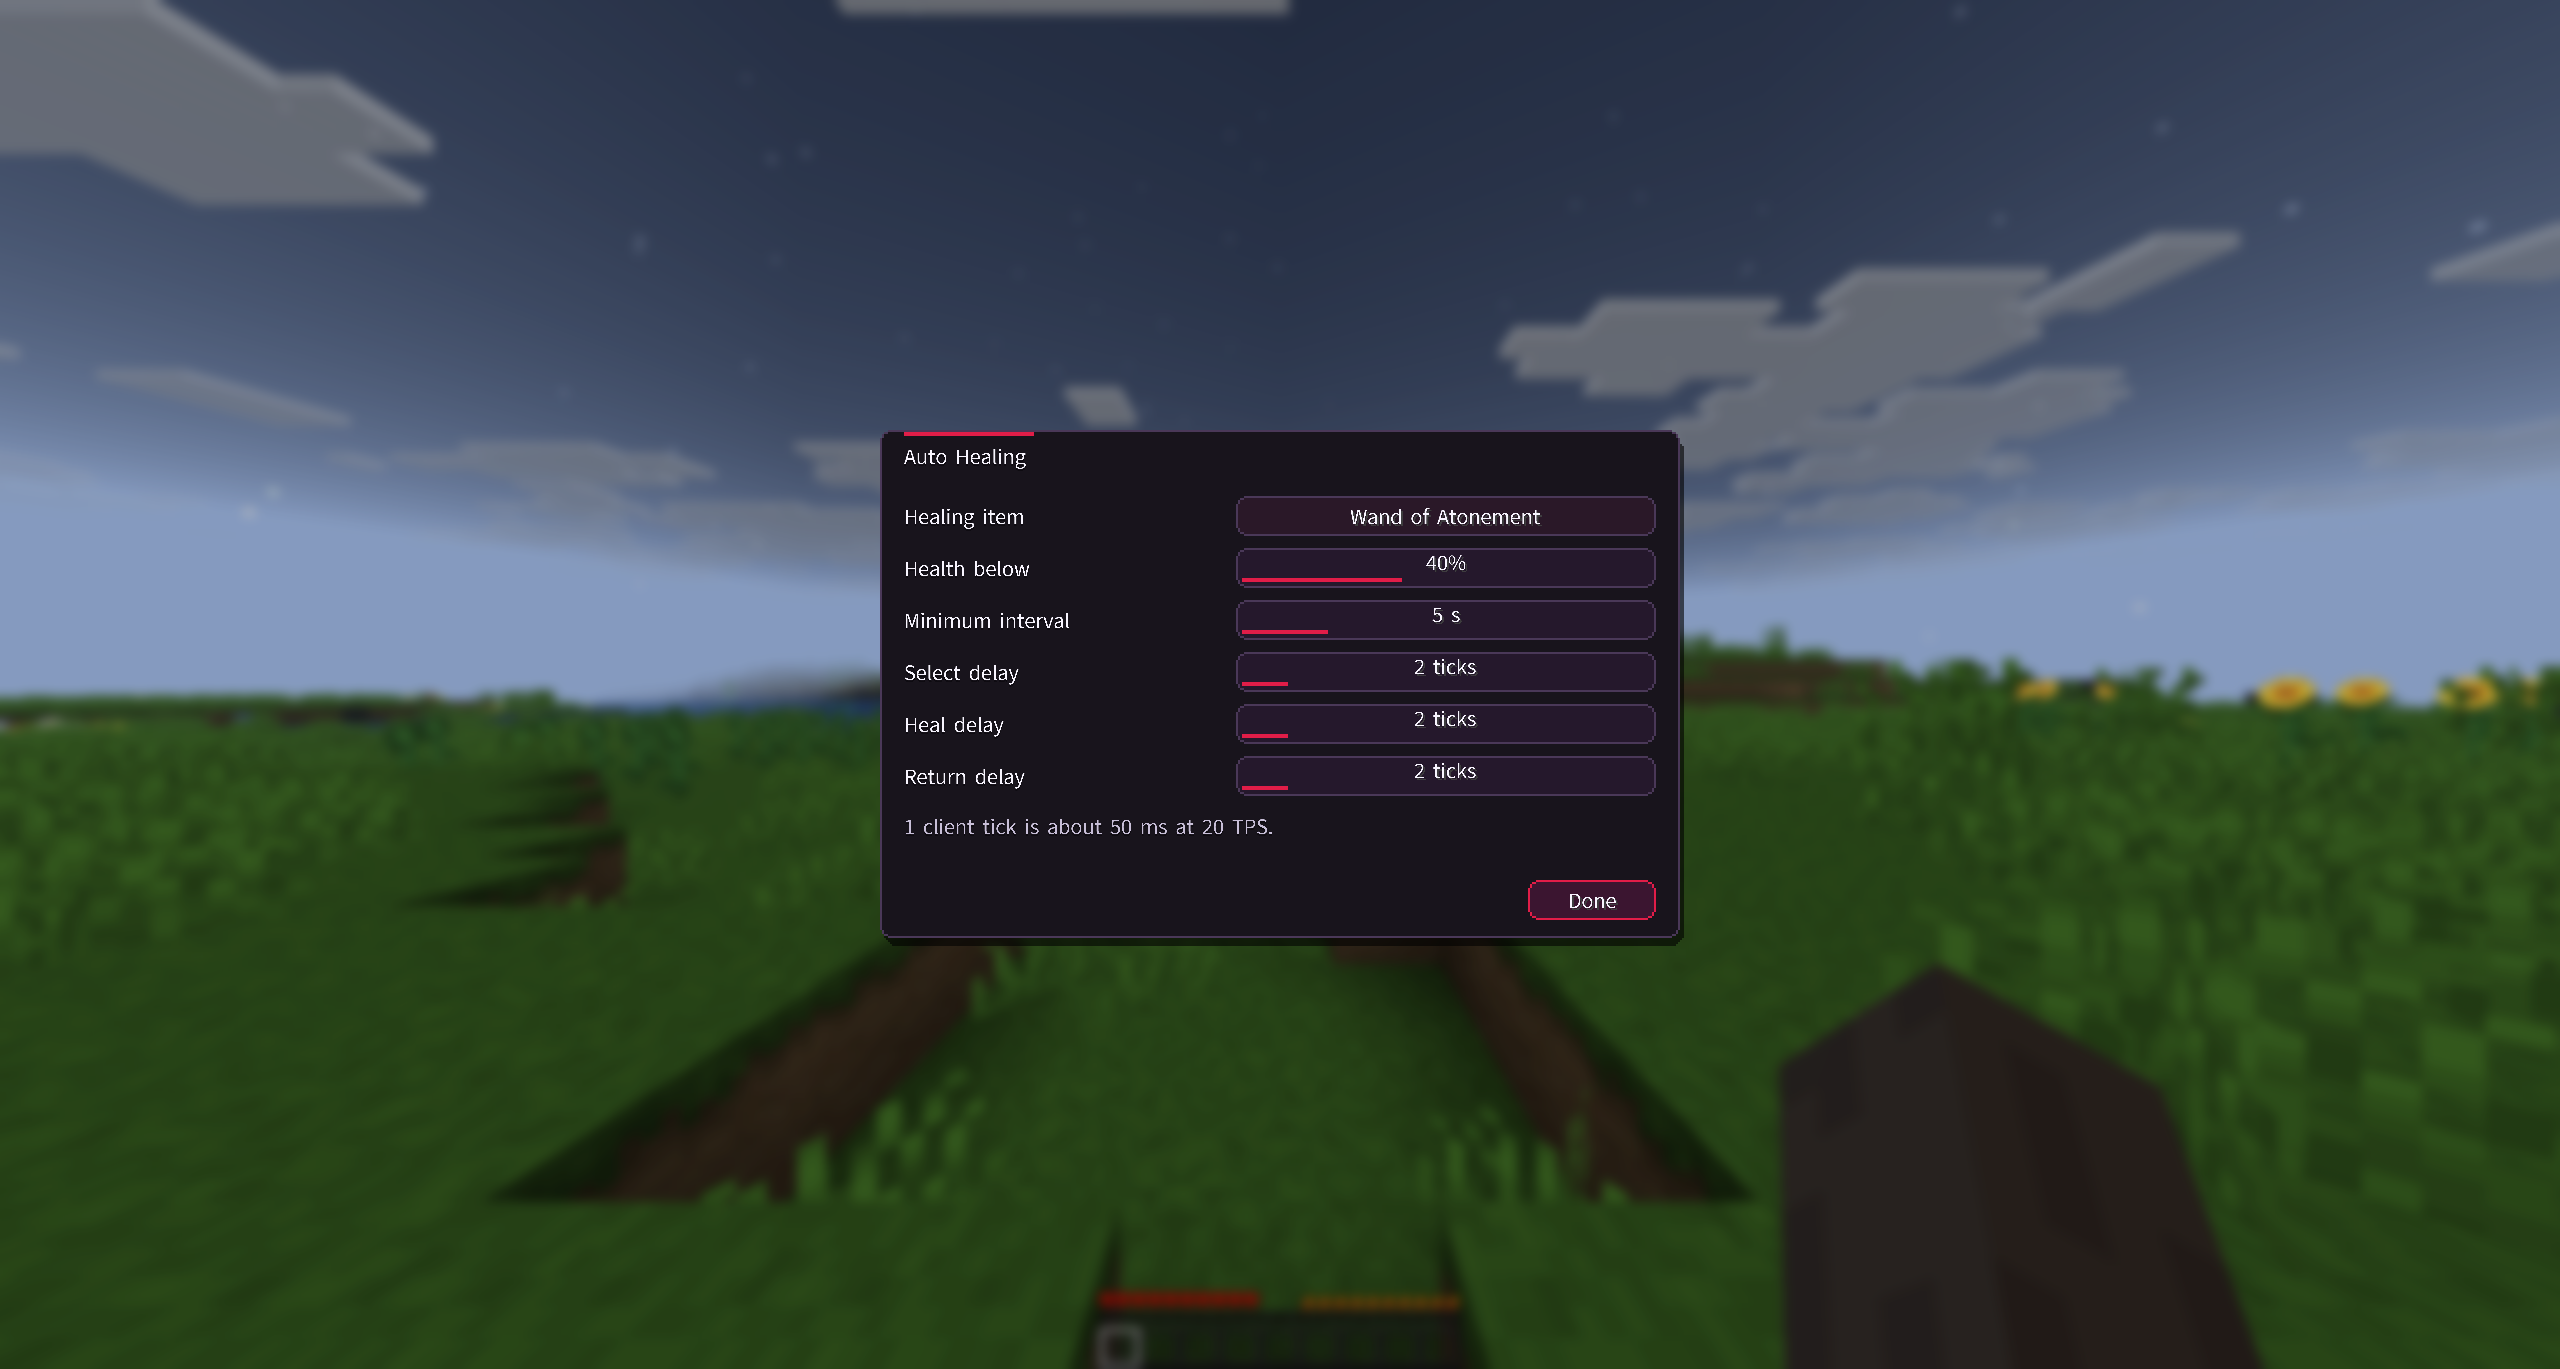 Auto Healing
Healing item
Wand of Atonement
Health below
40%
Minimum interval
5 s
Select delay
2 ticks
Heal delay
2 ticks
Return delay
2 ticks
1 client tick is about 50 ms at 20 TPS.
Done